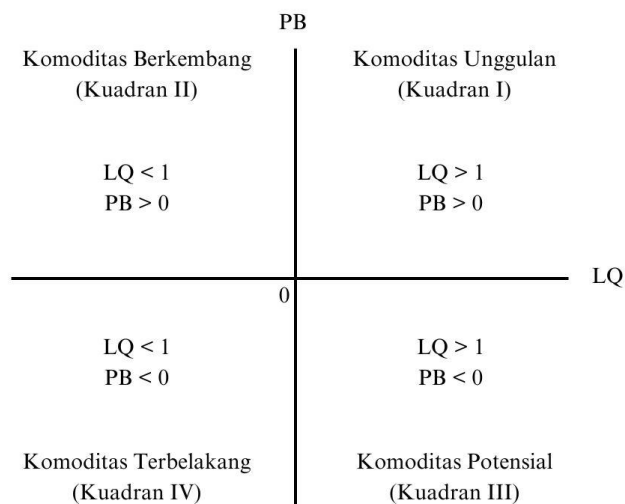 PB
Komoditas Berkembang
(Kuadran II)
Komoditas Unggulan
(Kuadran I)
LQ < 1
PB > 0
LQ > 1
PB > 0
LQ
0
LQ < 1
PB < 0
LQ > 1
PB < 0
Komoditas Terbelakang
(Kuadran IV)
Komoditas Potensial
(Kuadran III)